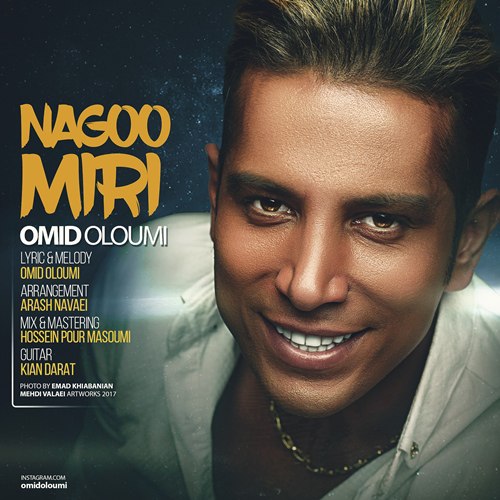 NAGOO
MIRI
OMID OLOUMI
LYRIC & MELODY
OMID OLOUMI
ARRANGEMENT
ARASH NAVAEI
MIX & MASTERING
HOSSEIN POUR MASOUMI
GUITAR
KIAN DARAT
PHOTO BY EMAD KHIABANIAN
MEHDI VALAEI ARTWORKS 2017
INSTAGRAM.COM
omidoloumi